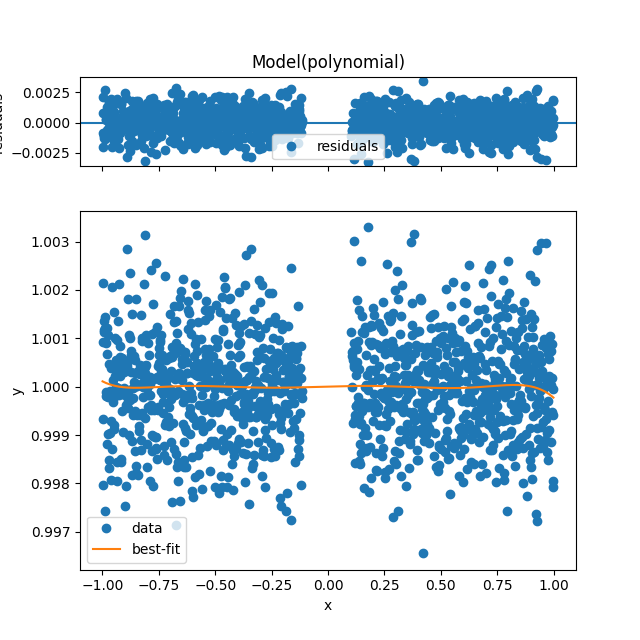 Model(polynomial)
0.0025
0.0000
−0.0025
residuals
residuals
1.003
1.002
1.001
1.000
0.999
0.998
0.997
y
data
best-fit
−1.00 −0.75 −0.50 −0.25 0.00 0.25 0.50 0.75 1.00
x